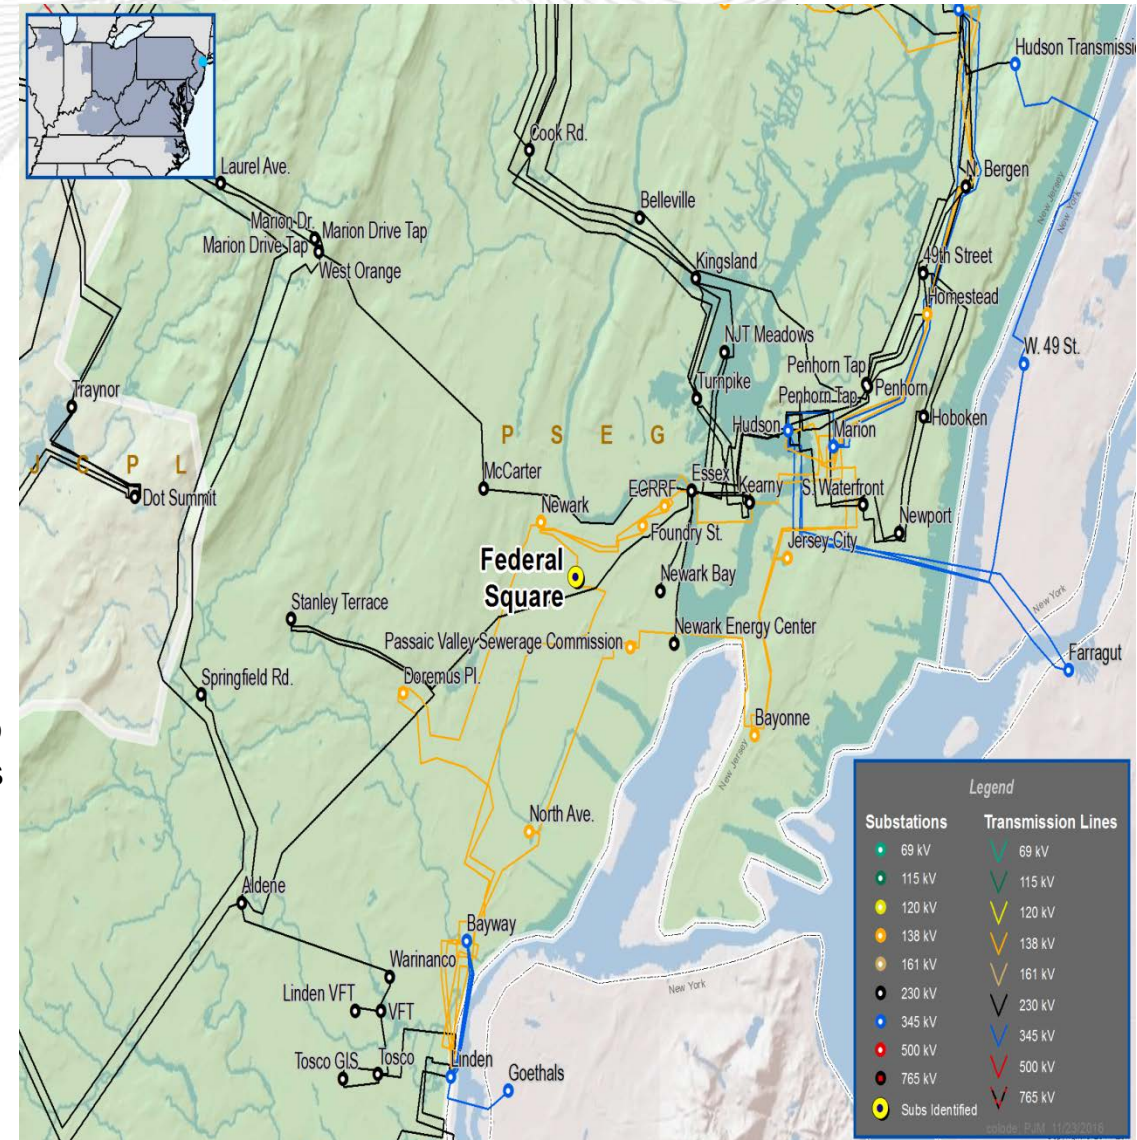 Hudson Transmissi
Cook Rd.
N. Bergen
Laurel Ave.
New Jersey
New York
Belleville
Marion Dr.
Marion Drive Tap
Marion Drive Tap
49th Street
Kingsland
West Orange
Homestead
NJT Meadows
W. 49 St.
Penhorn Tap
Turnpike
Penhorn
Traynor
Penhorn Tap
Hoboken
Hudson
Marion
P S E G
J C P L
McCarter
Essex
Dot Summit
ECRRF
Kearny
S. Waterfront
Newark
Newport
Foundry St.
Jersey City
Federal
Square
Newark Bay
New York
Stanley Terrace
Newark Energy Center
Passaic Valley Sewerage Commission
Farragut
Doremus Pl.
Springfield Rd.
Bayonne
New Jersey
s
Legend
Substations
Transmission Lines
North Ave.
69 kV
69 kV
115 kV
115 kV
120 kV
120 kV
138 kV
138 kV
161 kV
161 kV
230 kV
230 kV
345 kV
345 kV
500 kV
500 kV
765 kV
765 kV
Subs Identified
Aldene
Bayway
Warinanco
New York
Linden VFT
VFT
Tosco GIS
Tosco
Linden
Goethals
PJM 11/23/2016